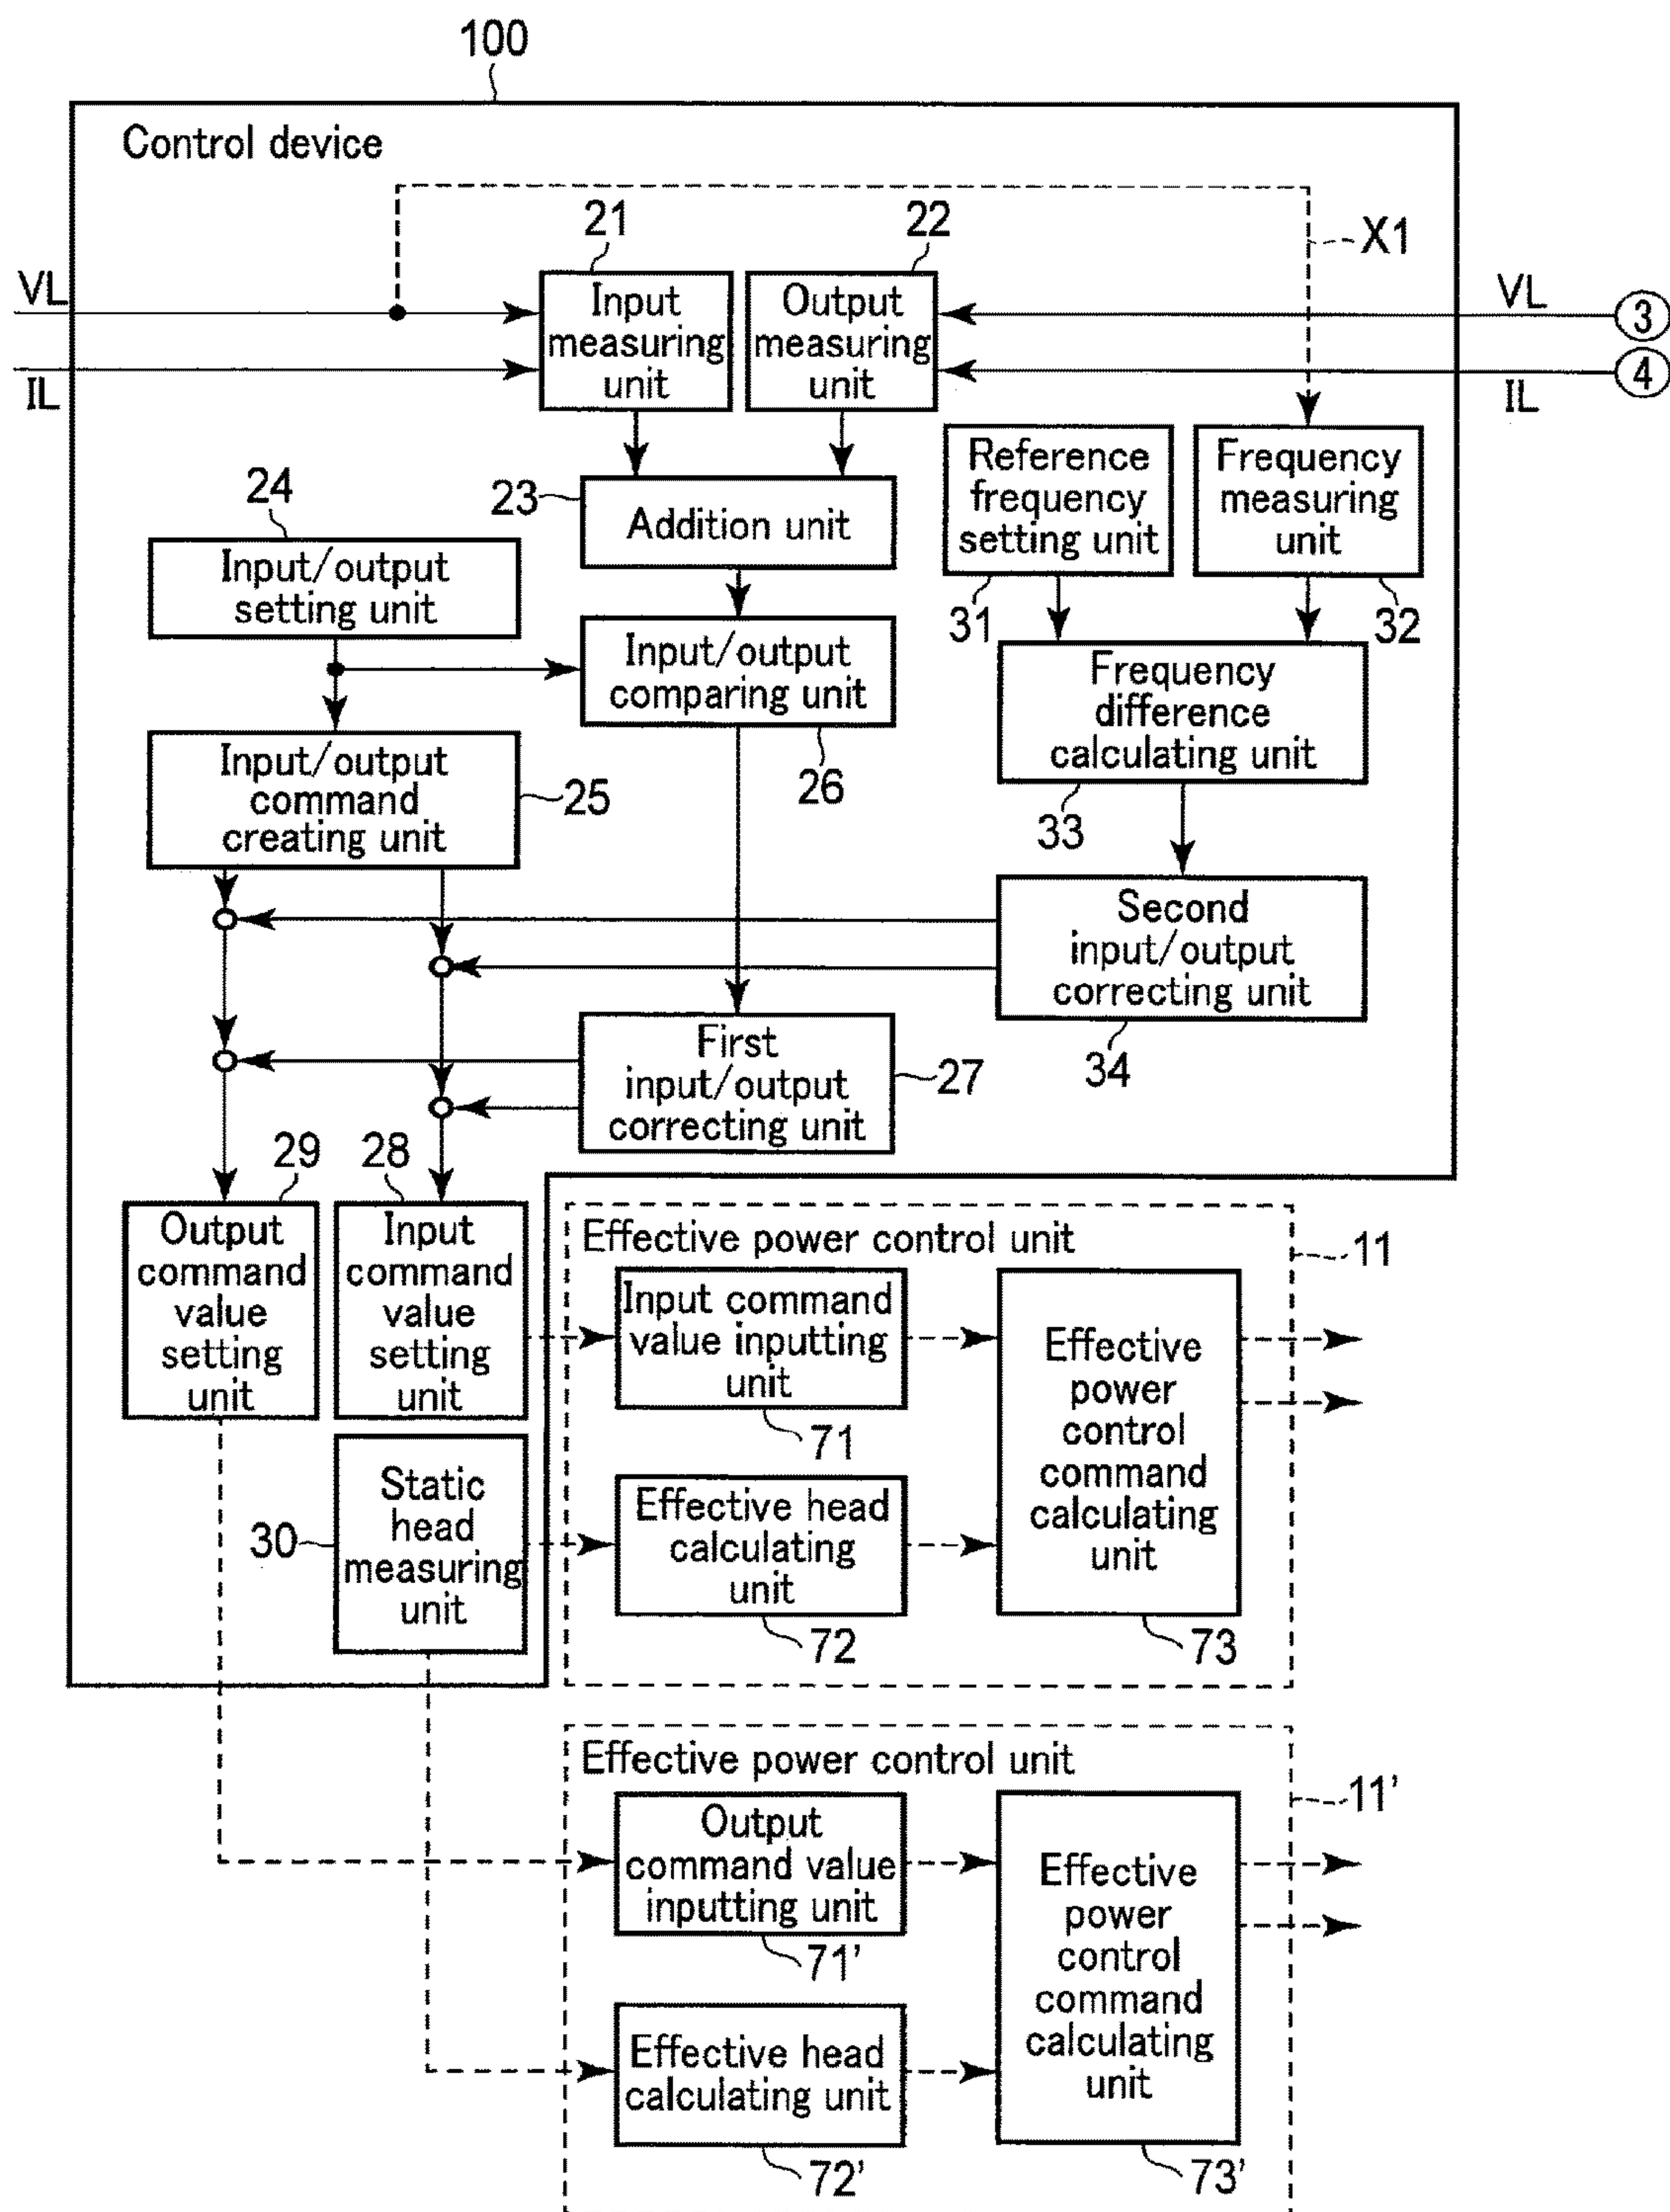 100
Control device
21
22
X1
VL
IL
Input
measuring
unit
Output
measuring
unit
VL
3
4
IL
24
23
Addition unit
Reference
frequency
setting unit
Frequency
measuring
unit
Input/output
setting unit
31
32
Input/output
comparing unit
26
Frequency
difference
calculating unit
33
Input/output
command
creating unit
25
Second
input/output
correcting unit
34
First
input/output
correcting unit
27
29
28
Output
command
value
setting
unit
Input
command
value
setting
unit
Effective power control unit
11
Input command
value inputting
unit
71
Effective
power
control
command
calculating
unit
73
30
Static
head
measuring
unit
Effective head
calculating
unit
72
Effective power control unit
11'
Output
command value
inputting unit
71'
Effective
power
control
command
calculating
unit
73'
Effective head
calculating unit
72'